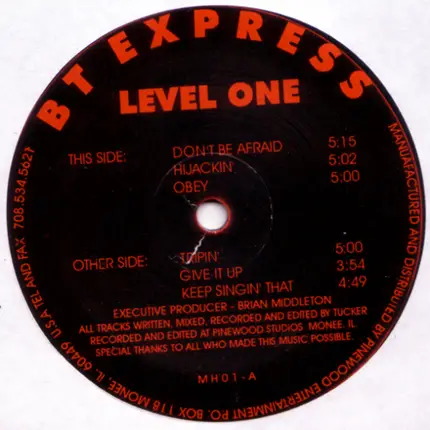 BT EXPRESS
LEVEL ONE
THIS SIDE: DON'T BE AFRAID 5:15
HIJACKIN' 5:02
OBEY 5:00
OTHER SIDE: TRIPIN' 5:00
GIVE IT UP 3:54
KEEP SINGIN' THAT 4:49
EXECUTIVE PRODUCER - BRIAN MIDDLETON
ALL TRACKS WRITTEN, MIXED, RECORDED AND EDITED BY TUCKER
RECORDED AND EDITED AT PINEWOOD STUDIOS MONEE, IL
SPECIAL THANKS TO ALL WHO MADE THIS MUSIC POSSIBLE.
MH01-A
MANUAFACTURED AND DISTRIBUTED BY PINEWOOD ENTERTAINMENT P.O. BOX 118 MONEE, IL 60449 U.S.A TEL AND FAX 708.534.5621